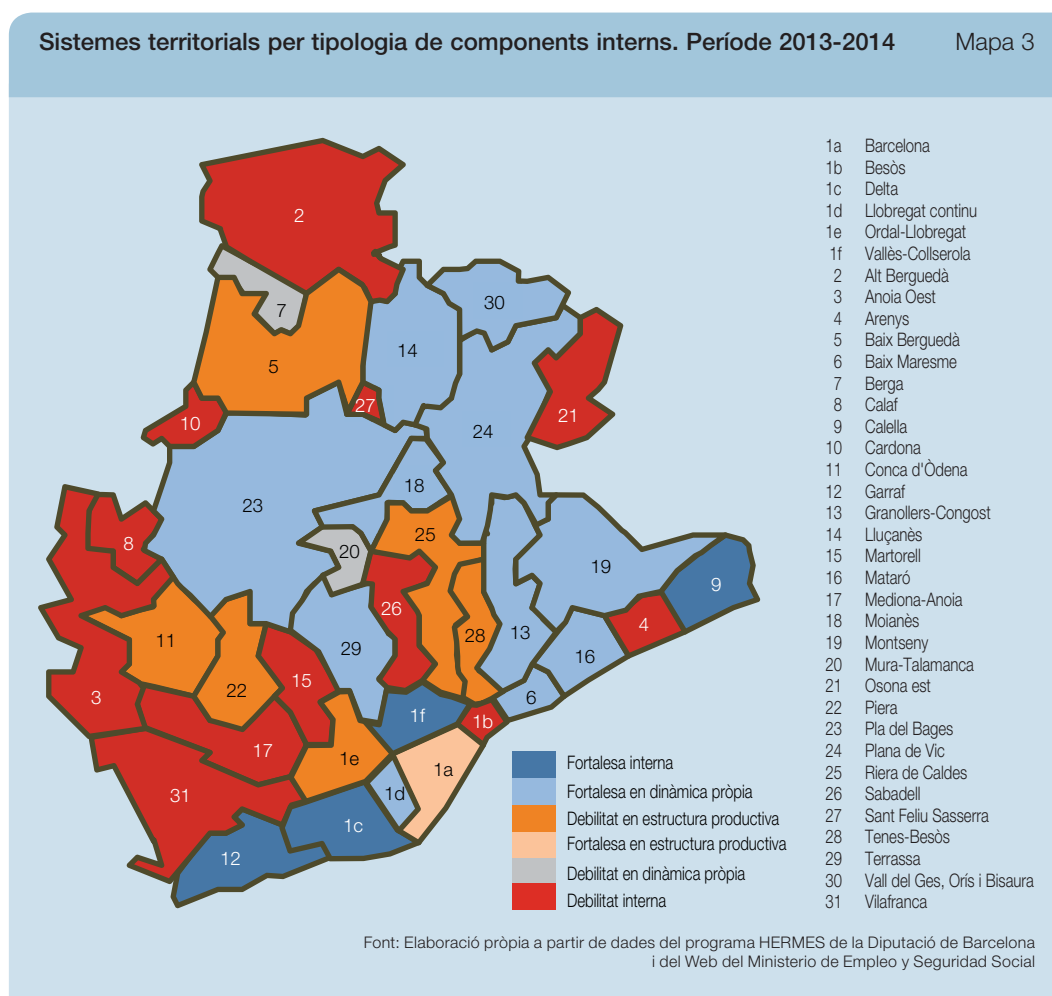 Sistemes territorials per tipologia de components interns. Període 2013-2014 Mapa 3
1a Barcelona
1b Besòs
1c Delta
1d Llobregat continu
1e Ordal-Llobregat
1f Vallès-Collserola
2 Alt Berguedà
3 Anoia Oest
4 Arenys
5 Baix Berguedà
6 Baix Maresme
7 Berga
8 Calaf
9 Calella
10 Cardona
11 Conca d'Òdena
12 Garraf
13 Granollers-Congost
14 Lluçanès
15 Martorell
16 Mataró
17 Mediona-Anoia
18 Moianès
19 Montseny
20 Mura-Talamanca
21 Osona est
22 Piera
23 Pla del Bages
24 Plana de Vic
25 Riera de Caldes
26 Sabadell
27 Sant Feliu Sasserra
28 Tenes-Besòs
29 Terrassa
30 Vall del Ges, Orís i Bisaura
31 Vilafranca
2
30
7
14
5
27
21
10
24
18
23
25
8
20
19
9
26
11
28
13
4
29
16
22
15
3
6
1f
1b
17
1e
1a
31
1d
1c
12
Fortalesa interna
Fortalesa en dinàmica pròpia
Debilitat en estructura productiva
Fortalesa en estructura productiva
Debilitat en dinàmica pròpia
Debilitat interna
Font: Elaboració pròpia a partir de dades del programa HERMES de la Diputació de Barcelona
i del Web del Ministerio de Empleo y Seguridad Social